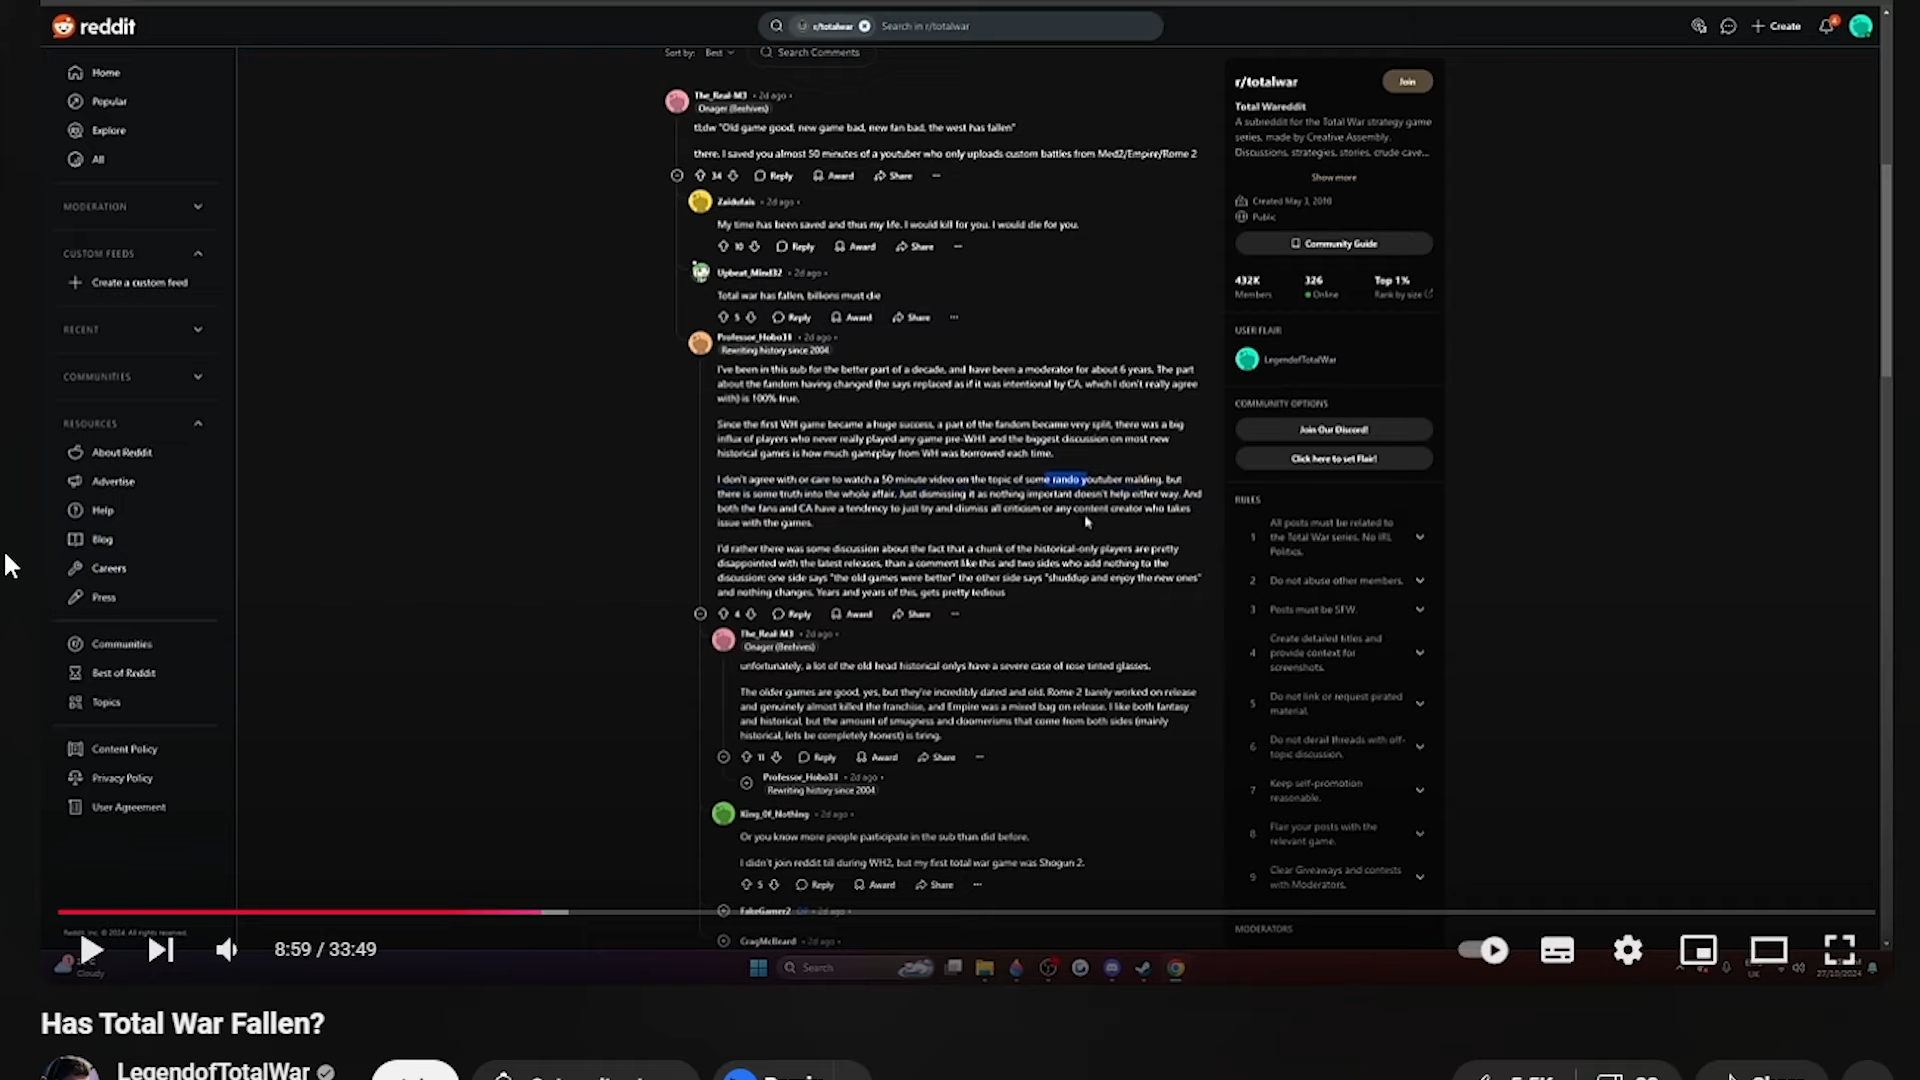 reddit
r/totalwar
Search in r/totalwar
Create
Sort by: Best
Search Comments
Home
Popular
Explore
All
MODERATION
CUSTOM FEEDS
Create a custom feed
RECENT
COMMUNITIES
RESOURCES
About Reddit
Advertise
Help
Blog
Careers
Press
Communities
Best of Reddit
Topics
Content Policy
Privacy Policy
User Agreement
Reddit, Inc. © 2024. All rights reserved.
The_Real-M3 • 2d ago •
Onager (Beehives)
tl;dw "Old game good, new game bad, new fan bad, the west has fallen"
there. I saved you almost 50 minutes of a youtuber who only uploads custom battles from Med2/Empire/Rome 2
34 Reply Award Share
Zaidufais • 2d ago •
My time has been saved and thus my life. I would kill for you. I would die for you.
10 Reply Award Share
Upbeat_Mind32 • 2d ago •
Total war has fallen, billions must die
5 Reply Award Share
Professor_Hobo31 • 2d ago •
Rewriting history since 2004
I've been in this sub for the better part of a decade, and have been a moderator for about 6 years. The part
about the fandom having changed (he says replaced as if it was intentional by CA, which I don't really agree
with) is 100% true.
Since the first WH game became a huge success, a part of the fandom became very split, there was a big
influx of players who never really played any game pre-WH1 and the biggest discussion on most new
historical games is how much gameplay from WH was borrowed each time.
I don't agree with or care to watch a 50 minute video on the topic of some rando youtuber malding, but
there is some truth into the whole affair. Just dismissing it as nothing important doesn't help either way. And
both the fans and CA have a tendency to just try and dismiss all criticism or any content creator who takes
issue with the games.
I'd rather there was some discussion about the fact that a chunk of the historical-only players are pretty
disappointed with the latest releases, than a comment like this and two sides who add nothing to the
discussion: one side says "the old games were better" the other side says "shuddup and enjoy the new ones"
and nothing changes. Years and years of this, gets pretty tedious
4 Reply Award Share
The_Real-M3 • 2d ago •
Onager (Beehives)
unfortunately, a lot of the old head historical onlys have a severe case of rose tinted glasses.
The older games are good, yes, but they're incredibly dated and old. Rome 2 barely worked on release
and genuinely almost killed the franchise, and Empire was a mixed bag on release. I like both fantasy
and historical, but the amount of smugness and doomerisms that come from both sides (mainly
historical, lets be completely honest) is tiring.
11 Reply Award Share
Professor_Hobo31 • 2d ago •
Rewriting history since 2004
King_0f_Nothing • 2d ago •
Or you know more people participate in the sub than did before.
I didn't join reddit till during WH2, but my first total war game was Shogun 2.
5 Reply Award Share
FakeGamer2 OP • 2d ago •
CragMcBeard • 2d ago •
r/totalwar
Join
Total Wareddit
A subreddit for the Total War strategy game
series, made by Creative Assembly.
Discussions, strategies, stories, crude cave...
Show more
Created May 3, 2010
Public
Community Guide
432K 326 Top 1%
Members Online Rank by size
USER FLAIR
LegendofTotalWar
COMMUNITY OPTIONS
Join Our Discord!
Click here to set Flair!
RULES
1 All posts must be related to
the Total War series. No IRL
Politics.
2 Do not abuse other members.
3 Posts must be SFW.
4 Create detailed titles and
provide context for
screenshots.
5 Do not link or request pirated
material.
6 Do not derail threads with off-
topic discussion.
7 Keep self-promotion
reasonable.
8 Flair your posts with the
relevant game.
9 Clear Giveaways and contests
with Moderators.
MODERATORS
8:59 / 33:49
Cloudy
Search
UK
27/10/2024
Has Total War Fallen?
LegendofTotalWar